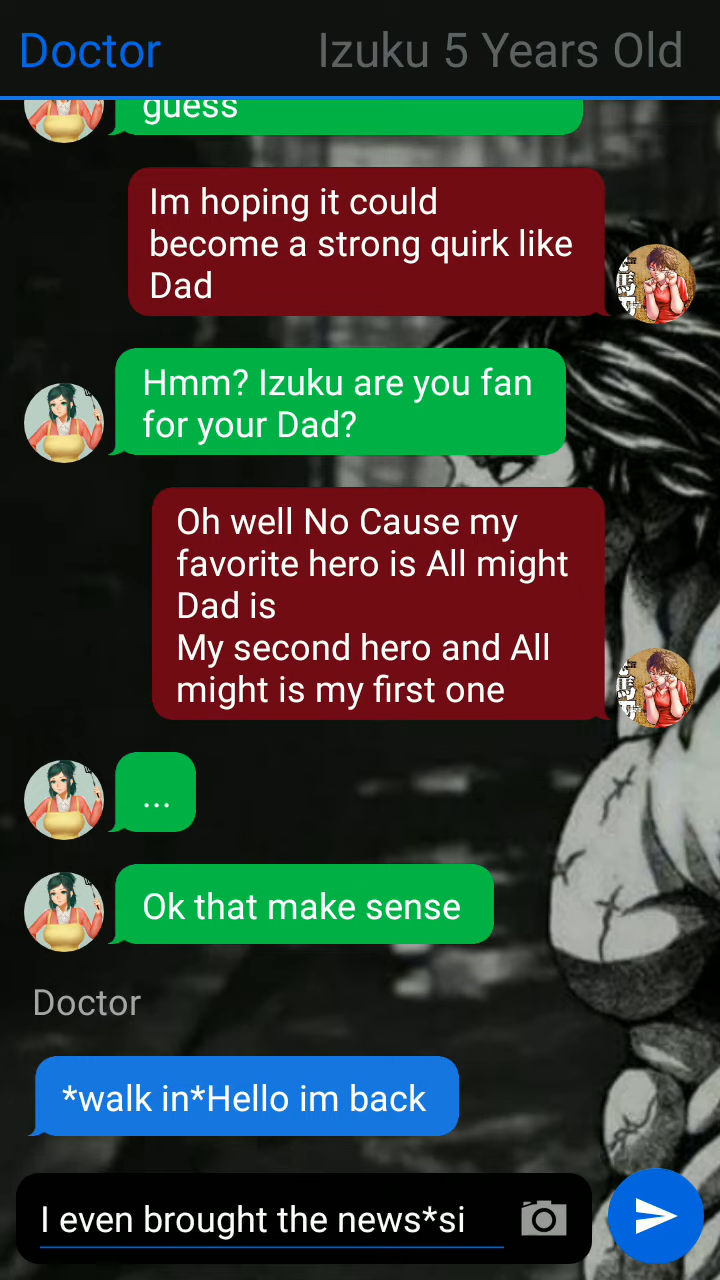 Doctor
Izuku 5 Years Old
guess
Im hoping it could
become a strong quirk like
Dad
Hmm? Izuku are you fan
for your Dad?
Oh well No Cause my
favorite hero is All might
Dad is
My second hero and All
might is my first one
...
Ok that make sense
Doctor
*walk in*Hello im back
I even brought the news*si